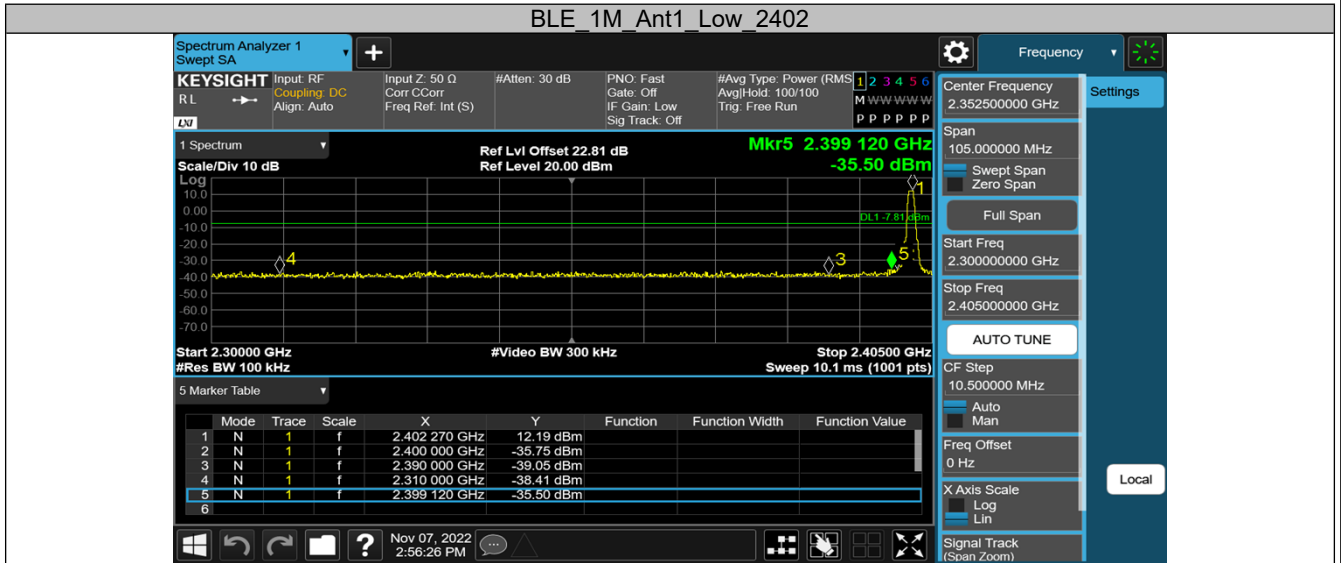 BLE_1M_Ant1_Low_2402
Spectrum Analyzer 1
Swept SA
+
Frequency
KEYSIGHT
RL
LXI
Input: RF
Coupling: DC
Align: Auto
Input Z: 50 Ω
Corr CCorr
Freq Ref: Int (S)
#Atten: 30 dB
PNO: Fast
Gate: Off
IF Gain: Low
Sig Track: Off
#Avg Type: Power (RMS
Avg|Hold: 100/100
Trig: Free Run
1 2 3 4 5 6
M W W W W W
P P P P P P
1 Spectrum
Scale/Div 10 dB
Ref Lvl Offset 22.81 dB
Ref Level 20.00 dBm
Mkr5 2.399 120 GHz
-35.50 dBm
Log
10.0
0.00
-10.0
-20.0
-30.0
-40.0
-50.0
-60.0
-70.0
1
DL1 -7.81 dBm
4
3
5
Start 2.30000 GHz
#Res BW 100 kHz
#Video BW 300 kHz
Stop 2.40500 GHz
Sweep 10.1 ms (1001 pts)
5 Marker Table
Mode Trace Scale X Y Function Function Width Function Value
1 N 1 f 2.402 270 GHz 12.19 dBm
2 N 1 f 2.400 000 GHz -35.75 dBm
3 N 1 f 2.390 000 GHz -39.05 dBm
4 N 1 f 2.310 000 GHz -38.41 dBm
5 N 1 f 2.399 120 GHz -35.50 dBm
6
?
Nov 07, 2022
2:56:26 PM
Center Frequency
2.352500000 GHz
Span
105.000000 MHz
Swept Span
Zero Span
Full Span
Start Freq
2.300000000 GHz
Stop Freq
2.405000000 GHz
AUTO TUNE
CF Step
10.500000 MHz
Auto
Man
Freq Offset
0 Hz
X Axis Scale
Log
Lin
Signal Track
(Span Zoom)
Settings
Local